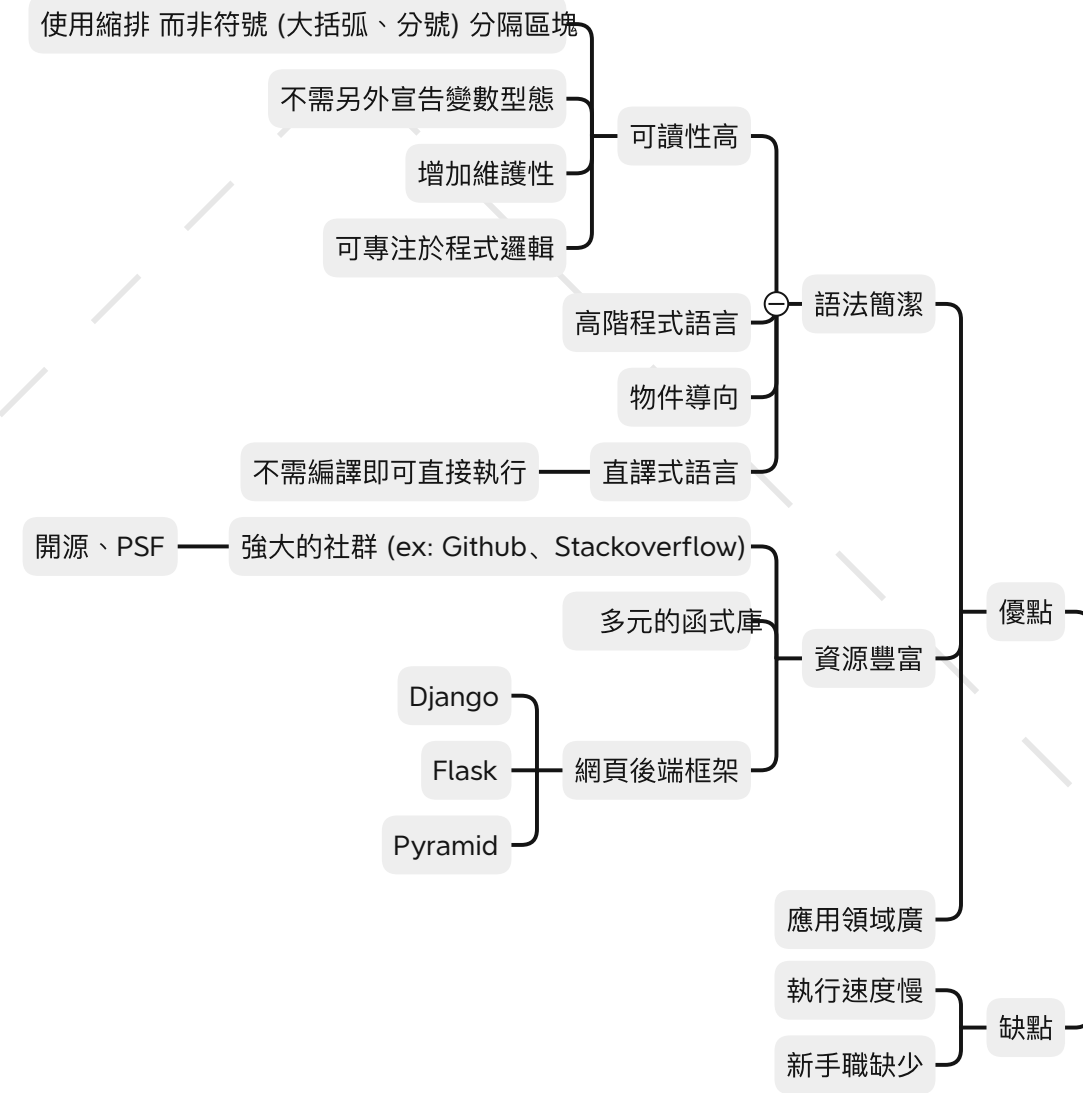 使用縮排 而非符號 (大括弧、分號) 分隔區塊
不需另外宣告變數型態
可讀性高
增加維護性
可專注於程式邏輯
語法簡潔
高階程式語言
物件導向
不需編譯即可直接執行
直譯式語言
開源、PSF
強大的社群 (ex: Github、Stackoverflow)
優點
多元的函式庫
資源豐富
Django
Flask
網頁後端框架
Pyramid
應用領域廣
執行速度慢
缺點
新手職缺少